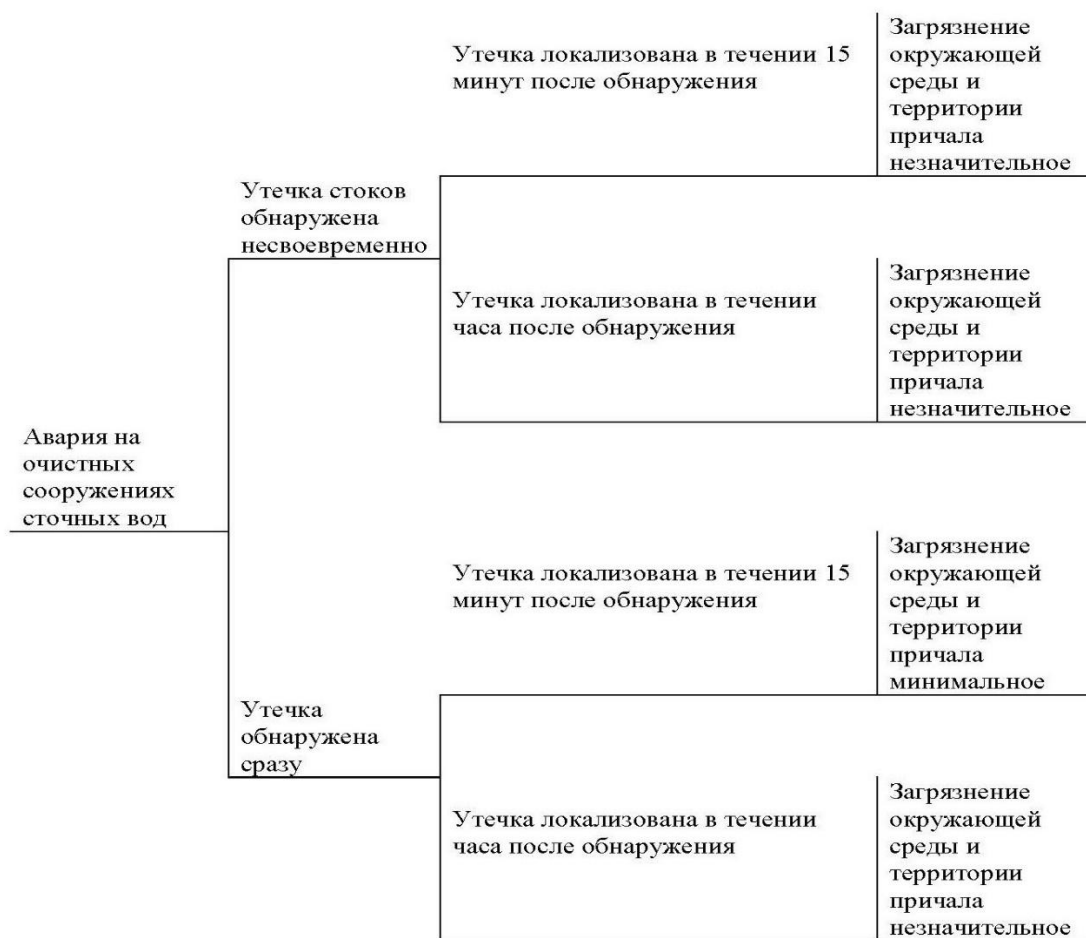 Утечка локализована в течении 15
минут после обнаружения
Загрязнение
окружающей
среды и
территории
причала
незначительное
Утечка стоков
обнаружена
несвоевременно
Утечка локализована в течении
часа после обнаружения
Загрязнение
окружающей
среды и
территории
причала
незначительное
Авария на
очистных
сооружениях
сточных вод
Утечка локализована в течении 15
минут после обнаружения
Загрязнение
окружающей
среды и
территории
причала
минимальное
Утечка
обнаружена
сразу
Утечка локализована в течении
часа после обнаружения
Загрязнение
окружающей
среды и
территории
причала
незначительное